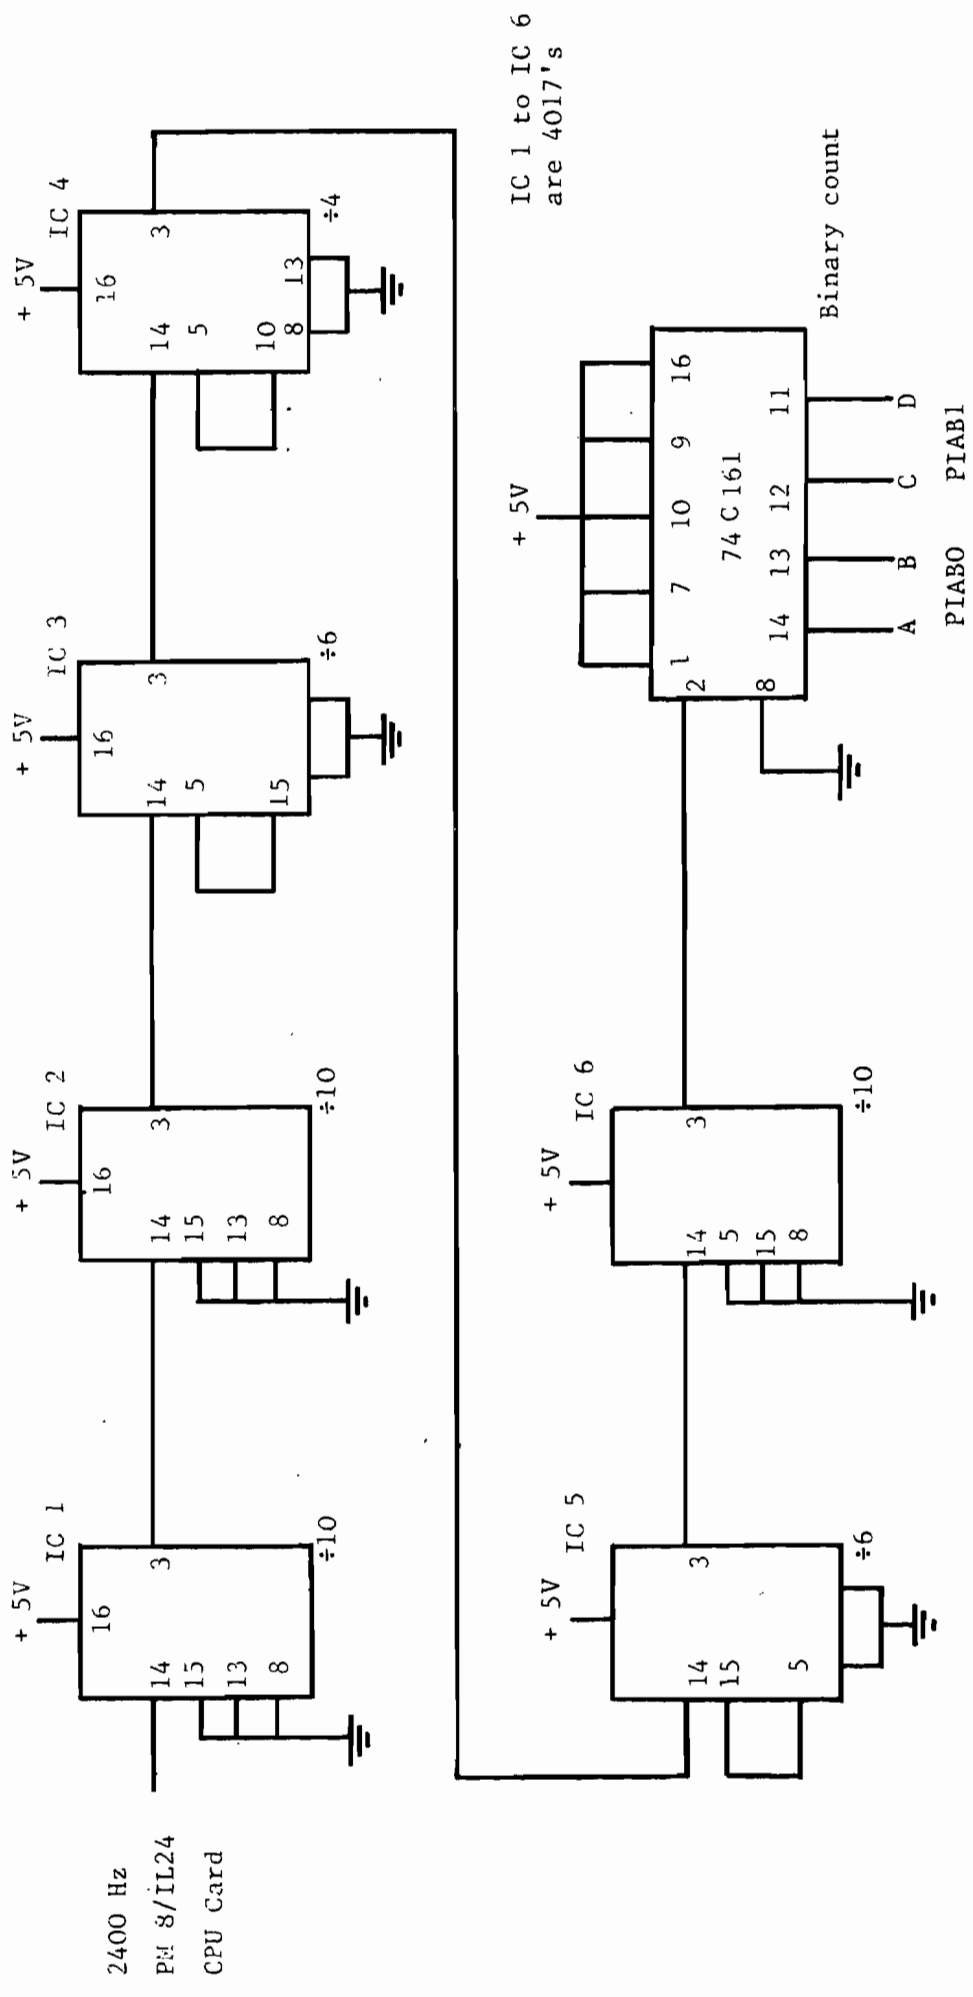 2400 Hz
PM 8/IL24
CPU Card
IC 1
+ 5V
16
3
14
15
13
8
÷10
IC 2
+ 5V
16
3
14
15
13
8
÷10
IC 3
+ 5V
16
3
14
5
15
÷6
IC 4
+ 5V
16
3
14
5
10
8
13
÷4
IC 5
+ 5V
3
14
15
5
÷6
IC 6
+ 5V
3
14
5
15
8
÷10
+ 5V
1
7
10
9
16
2
74C161
8
14
13
12
11
A
B
C
D
PIAB0
PIAB1
Binary count
IC 1 to IC 6
are 4017's